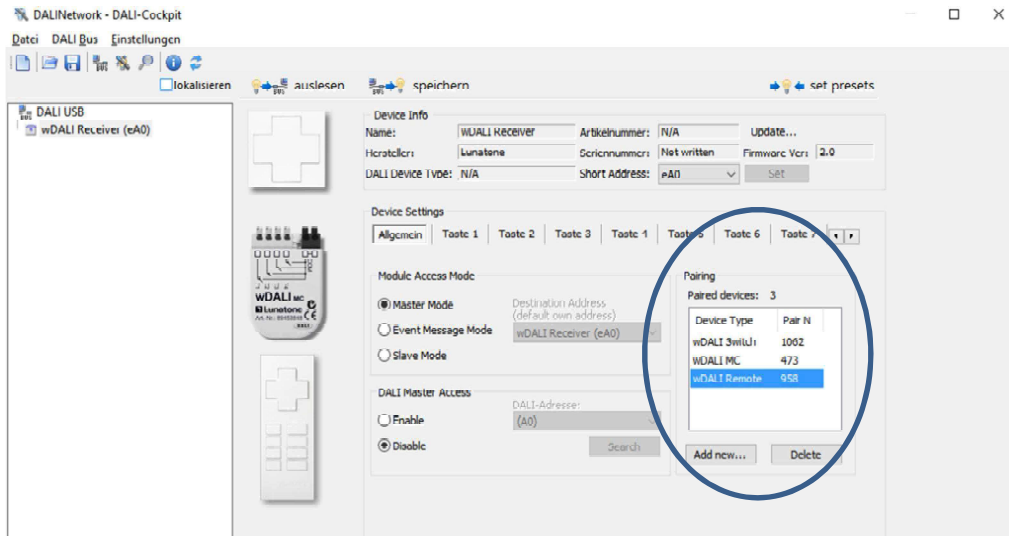 DALINetwork - DALI-Cockpit
Datei DALI Bus Einstellungen
lokalisieren auslesen speichern set presets
DALI USB
wDALI Receiver (eA0)
Device Info
Name: wDALI Receiver Artikelnummer: N/A Update...
Hersteller: Lunatone Seriennummer: Not written Firmware Ver: 2.0
DALI Device Type: N/A Short Address: eA0 Set
Device Settings
Allgemein Taste 1 Taste 2 Taste 3 Taste 4 Taste 5 Taste 6 Taste 7
Module Access Mode
Master Mode
Event Message Mode
Slave Mode
Destination Address
(default own address)
wDALI Receiver (eA0)
DALI Master Access
Enable
Disable
DALI-Adresse:
(A0)
Search
Pairing
Paired devices: 3
Device Type Pair N
wDALI Switch 1062
wDALI MC 473
wDALI Remote 958
Add new... Delete
wDALI MC
Lunatone